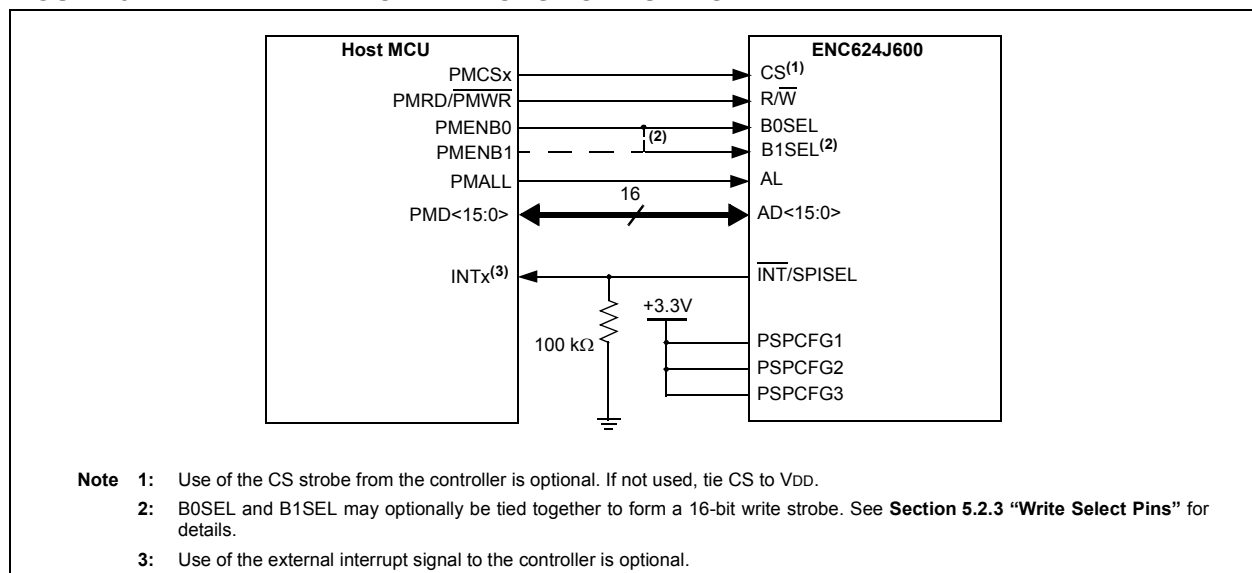 Host MCU
ENC624J600
PMCSx
CS(1)
PMRD/PMWR
R/W
PMENB0
B0SEL
(2)
PMENB1
B1SEL(2)
PMALL
AL
16
PMD<15:0>
AD<15:0>
INTx(3)
INT/SPISEL
+3.3V
100 kΩ
PSPCFG1
PSPCFG2
PSPCFG3
Note 1: Use of the CS strobe from the controller is optional. If not used, tie CS to VDD.
2: B0SEL and B1SEL may optionally be tied together to form a 16-bit write strobe. See Section 5.2.3 “Write Select Pins” for
details.
3: Use of the external interrupt signal to the controller is optional.